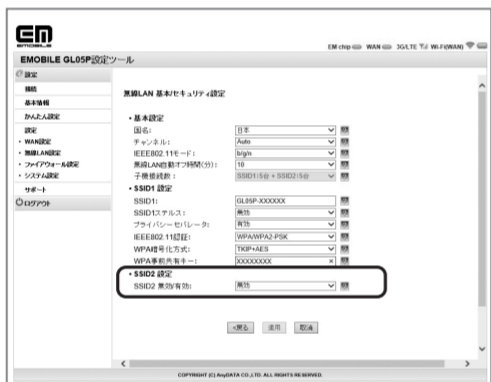 EM
EMOBILE
EM chip WAN 3G/LTE Wi-Fi(WAN)
EMOBILE GL05P設定ツール
設定
接続
基本情報
かんたん設定
設定
・WAN設定
・無線LAN設定
・ファイアウォール設定
・システム設定
サポート
ログアウト
無線LAN 基本/セキュリティ設定
・基本設定
国名: 日本
チャンネル: Auto
IEEE802.11モード: b/g/n
無線LAN自動オフ時間(分): 10
子機接続数: SSID1:5台 + SSID2:5台
・SSID1 設定
SSID1: GL05P-XXXXXX
SSID1ステルス: 無効
プライバシーセパレータ: 有効
IEEE802.11認証: WPA/WPA2-PSK
WPA暗号化方式: TKIP+AES
WPA事前共有キー: XXXXXXXX ×
・SSID2 設定
SSID2 無効/有効: 無効
<戻る 適用 取消
COPYRIGHT (C) AnyDATA CO.,LTD. ALL RIGHTS RESERVED.